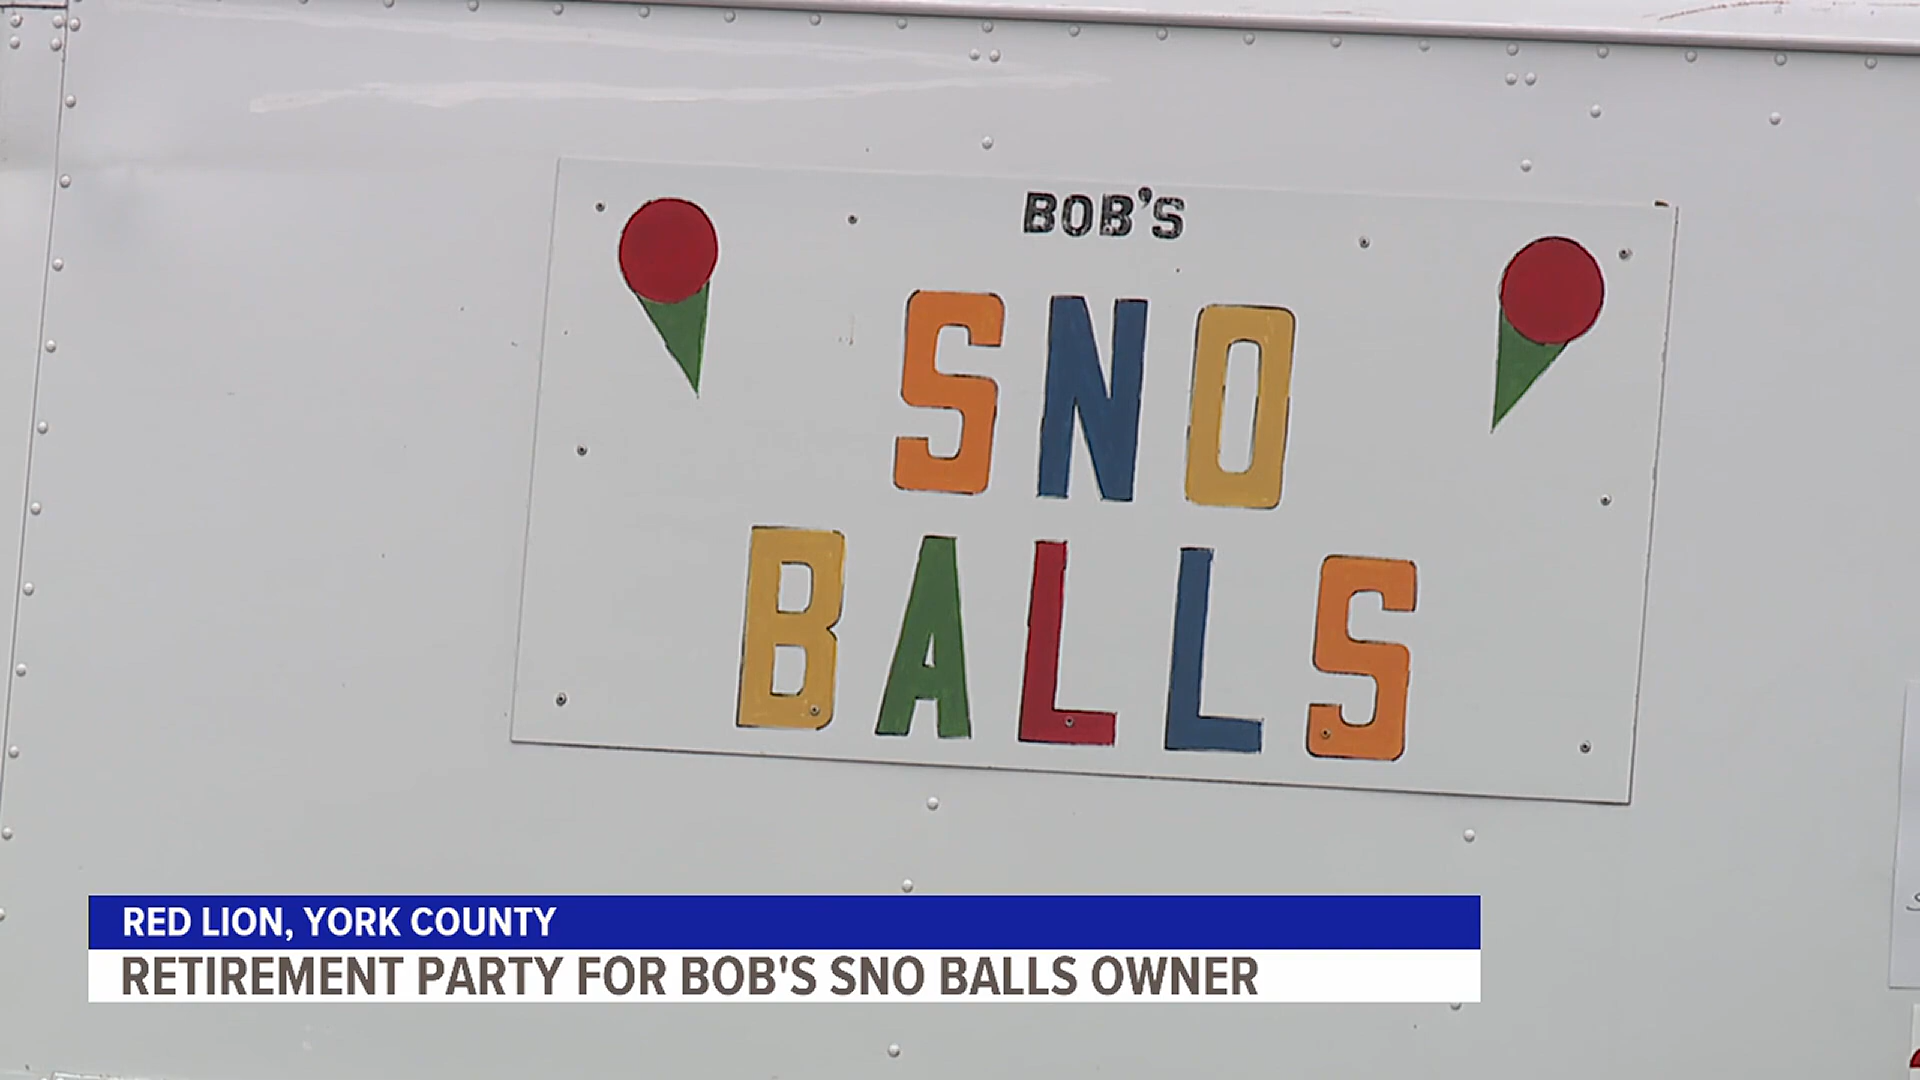 BOB'S
SNO
BALLS
RED LION, YORK COUNTY
RETIREMENT PARTY FOR BOB'S SNO BALLS OWNER